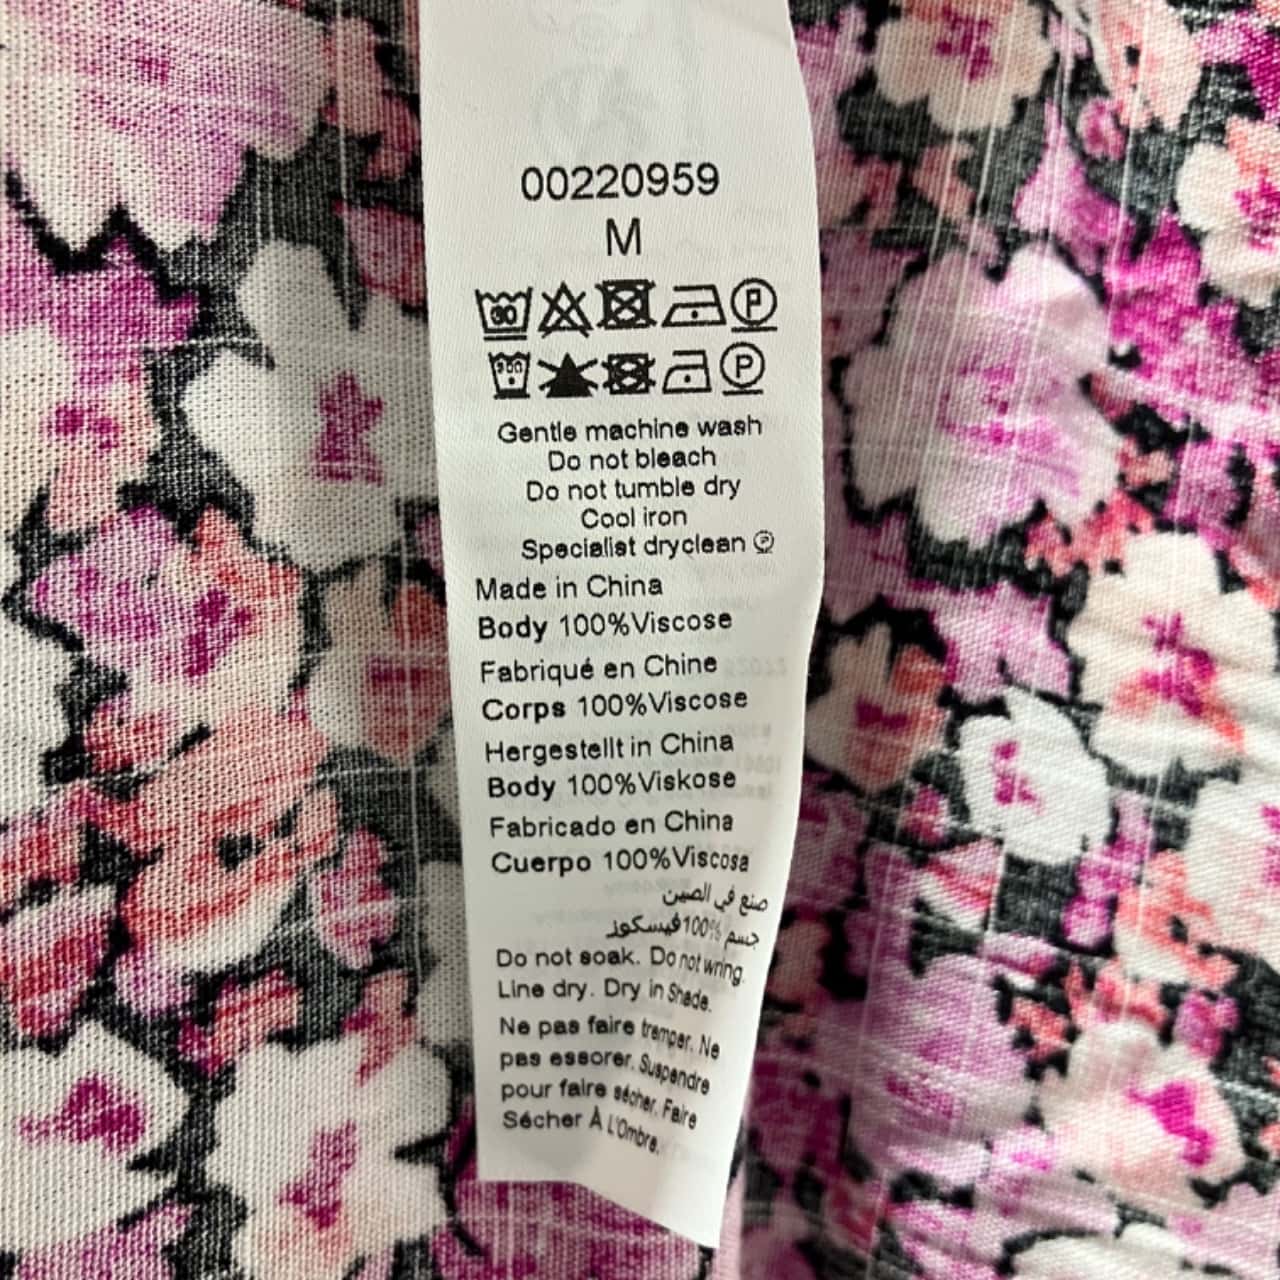 00220959
M
30 P
P
Gentle machine wash
Do not bleach
Do not tumble dry
Cool iron
Specialist dryclean Ⓟ
Made in China
Body 100%Viscose
Fabriqué en Chine
Corps 100%Viscose
Hergestellt in China
Body 100%Viskose
Fabricado en China
Cuerpo 100%Viscosa
صنع في الصين
جسم 100% فيسكوز
Do not soak. Do not wring.
Line dry. Dry in Shade.
Ne pas faire tremper. Ne
pas essorer. Suspendre
pour faire sécher. Faire
Sécher À L'Ombre.